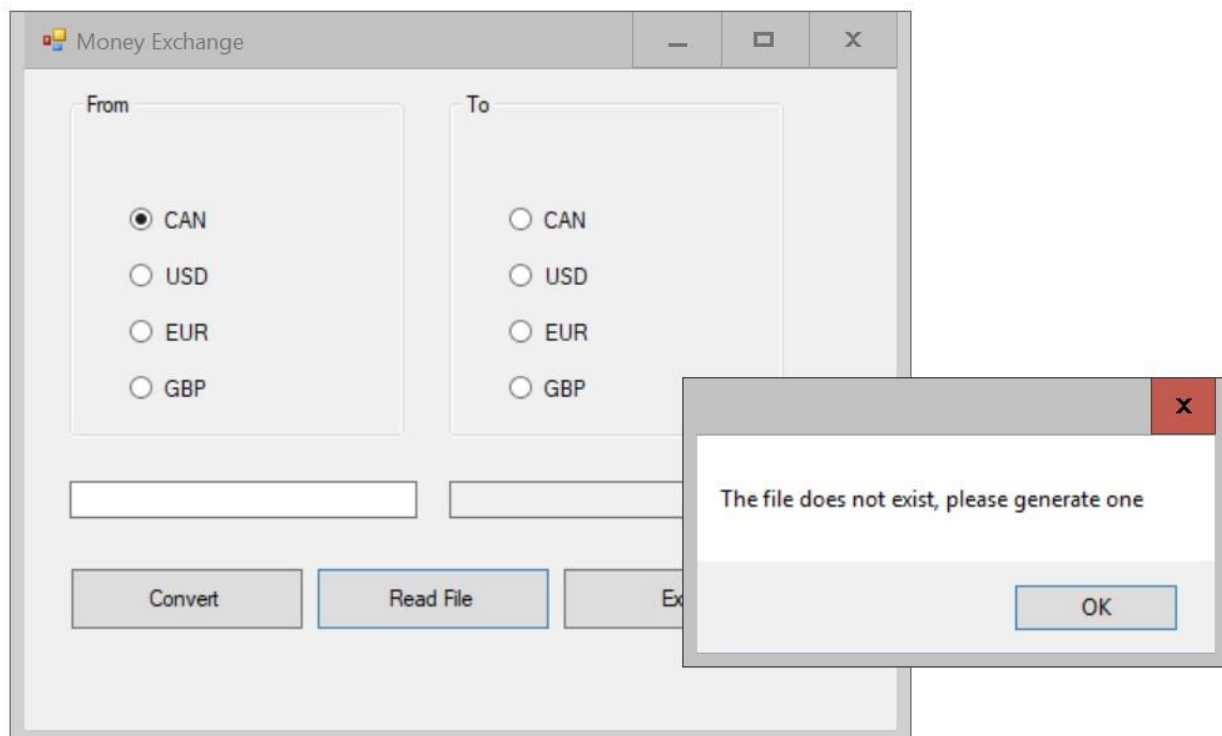 Money Exchange
From
To
CAN
CAN
USD
USD
EUR
EUR
GBP
GBP
The file does not exist, please generate one
Convert
Read File
OK